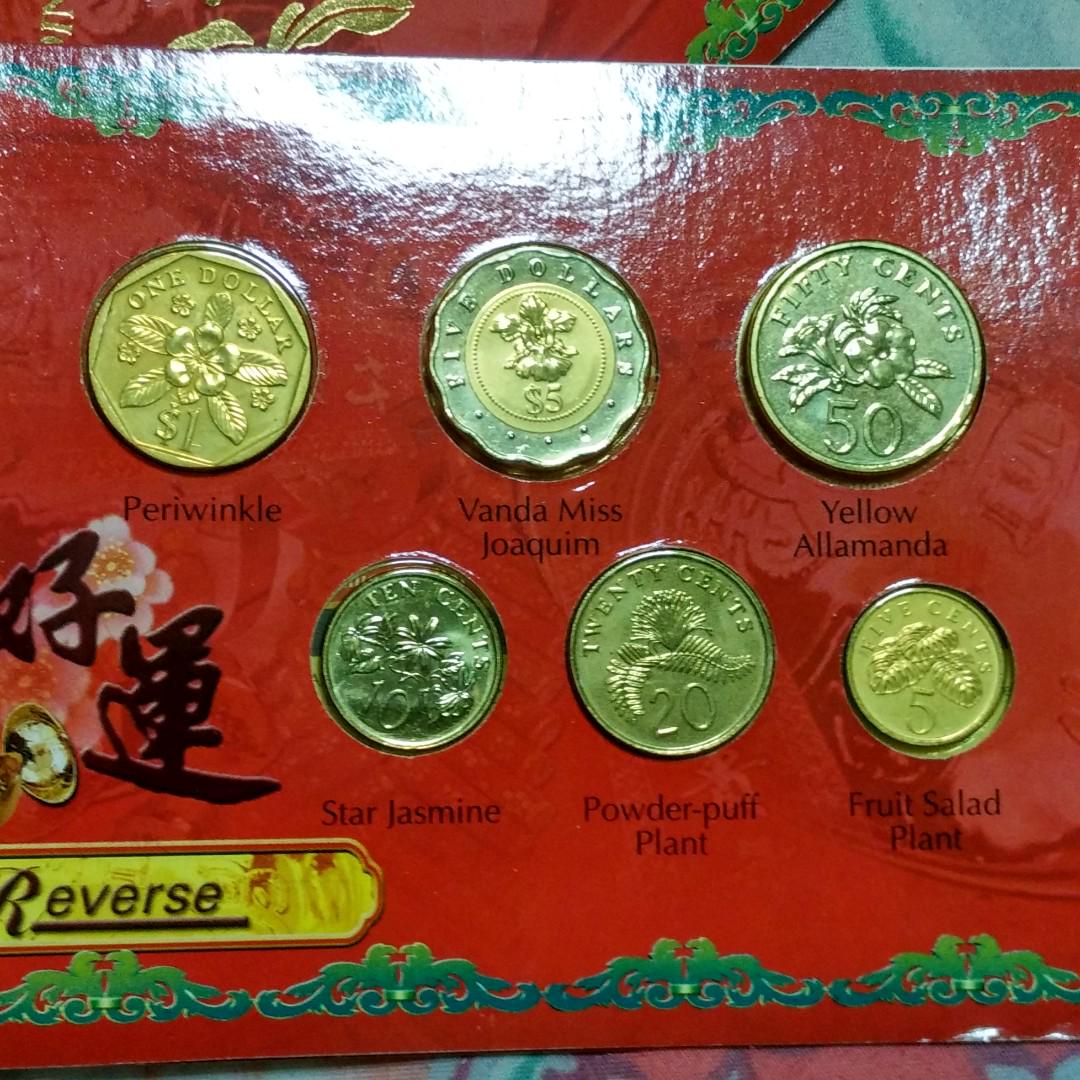 ONE DOLLAR
$1
FIVE DOLLARS
$5
FIFTY CENTS
50
Periwinkle
Vanda Miss
Joaquim
Yellow
Allamanda
好運
TEN CENTS
10
TWENTY CENTS
20
FIVE CENTS
5
Star Jasmine
Powder-puff
Plant
Fruit Salad
Plant
Reverse